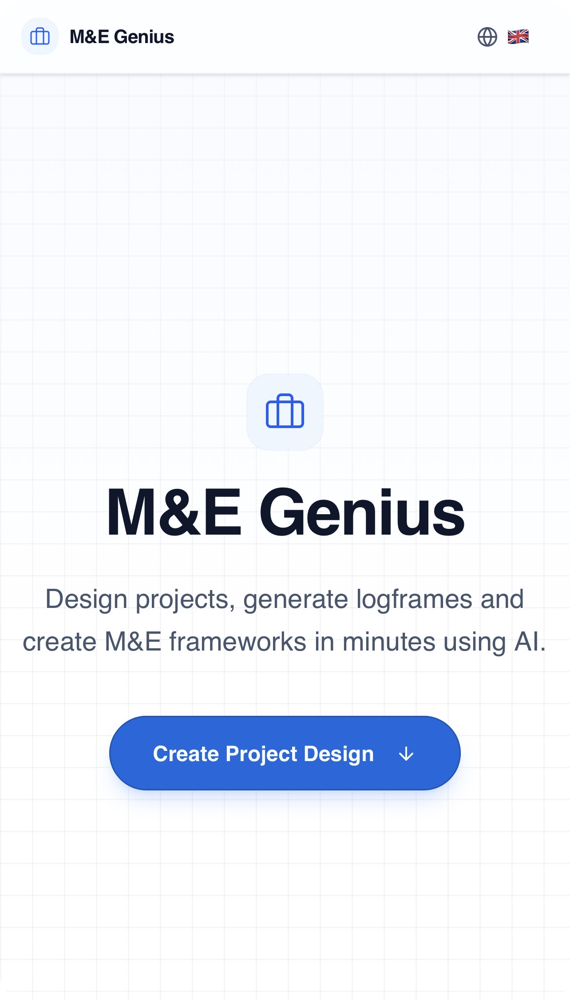 M&E Genius
M&E Genius
Design projects, generate logframes and
create M&E frameworks in minutes using AI.
Create Project Design